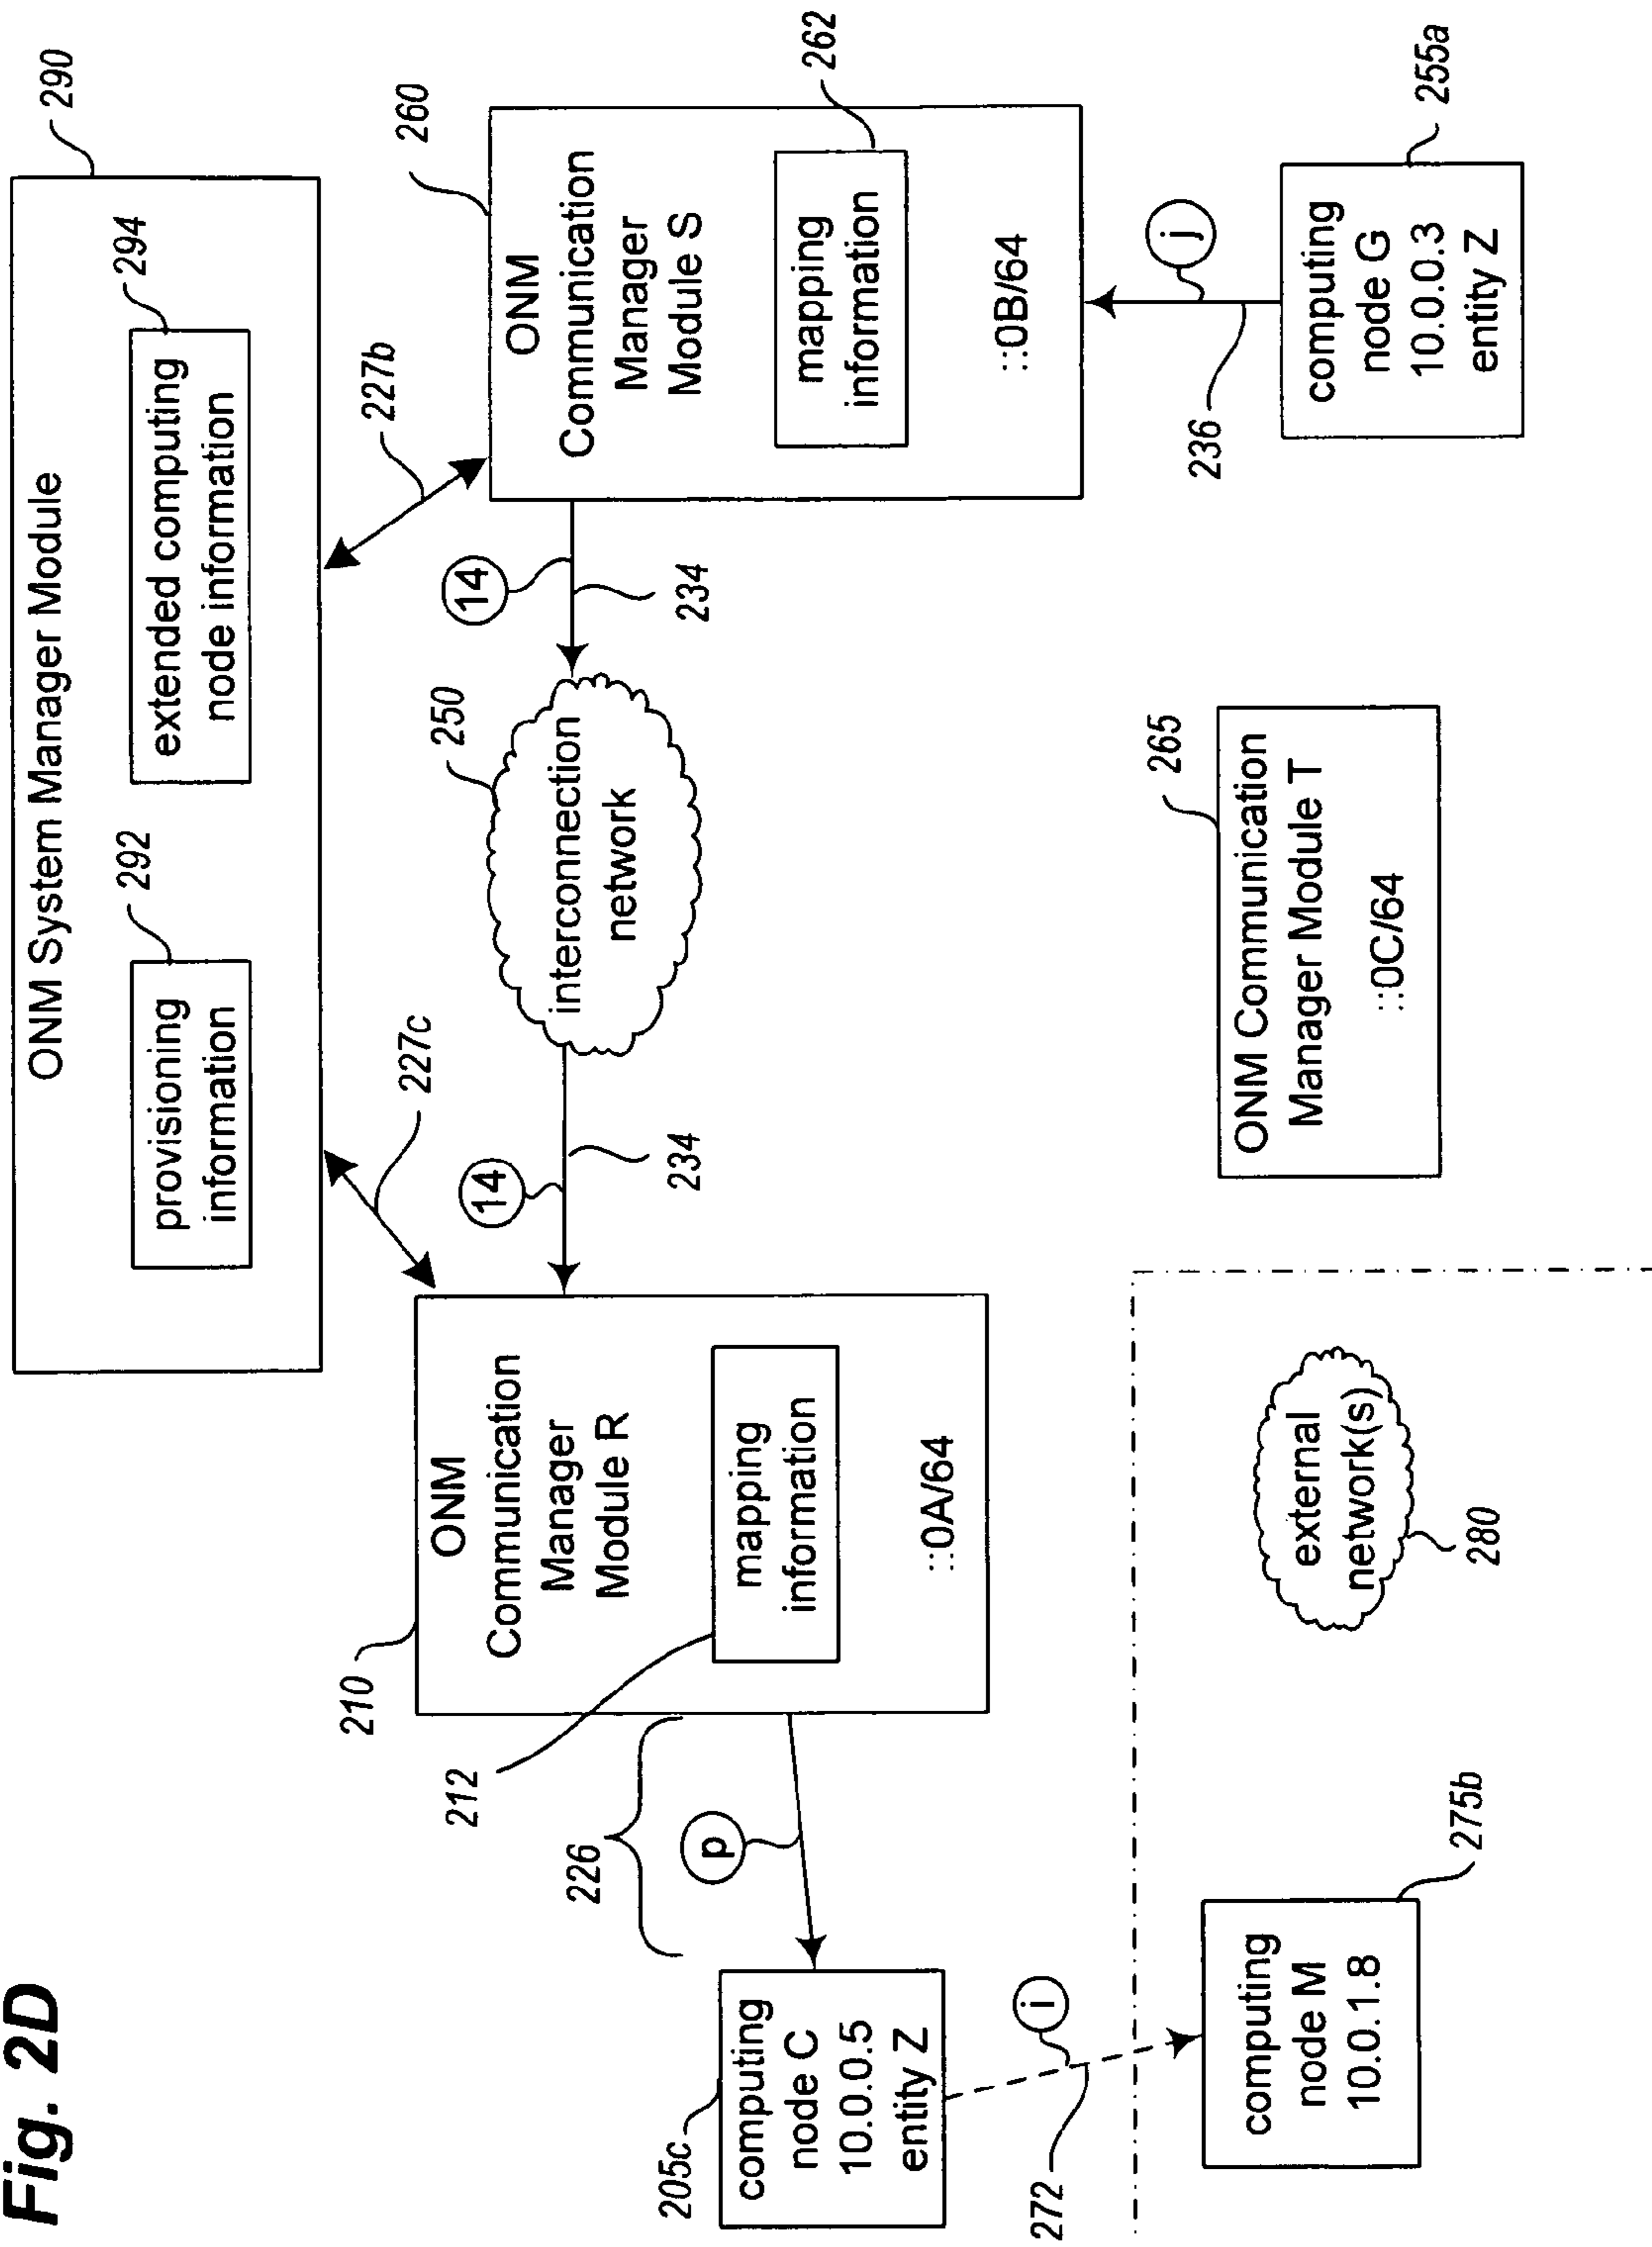 Fig. 2D
290
ONM System Manager Module
292
294
provisioning
information
extended computing
node information
227c
227b
210
ONM
Communication
Manager
Module R
212
mapping
information
::0A/64
14
234
250
interconnection
network
14
234
260
ONM
Communication
Manager
Module S
262
mapping
information
::0B/64
226
p
205c
computing
node C
10.0.0.5
entity Z
i
272
265
ONM Communication
Manager Module T
::0C/64
236
j
255a
computing
node G
10.0.0.3
entity Z
computing
node M
10.0.1.8
275b
external
network(s)
280